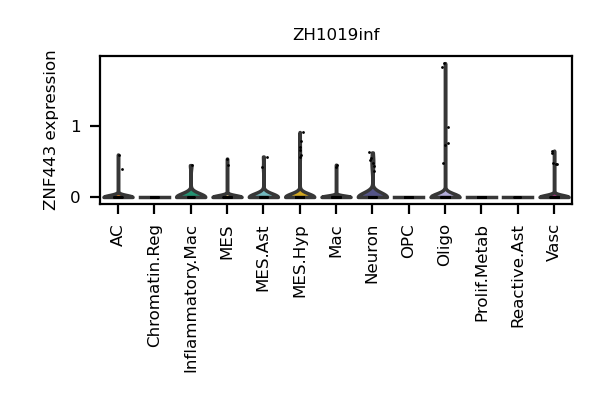 ZH1019inf
ZNF443 expression
1
0
AC
Chromatin.Reg
Inflammatory.Mac
MES
MES.Ast
MES.Hyp
Mac
Neuron
OPC
Oligo
Prolif.Metab
Reactive.Ast
Vasc